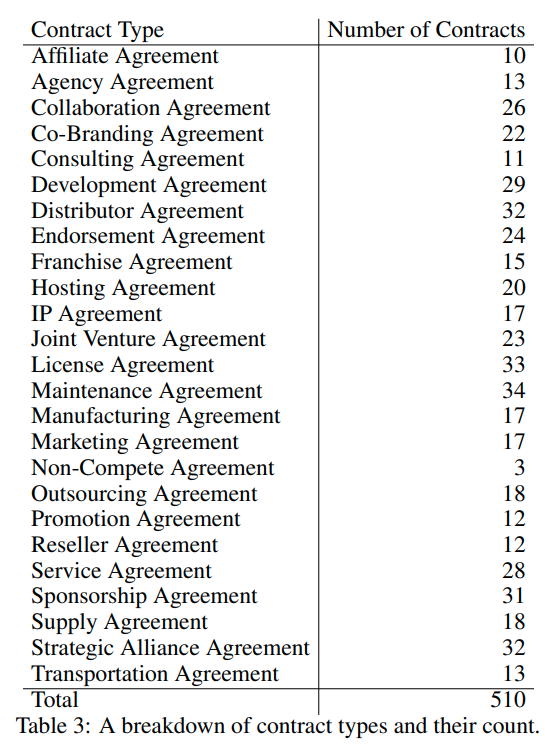 Contract Type Number of Contracts
Affiliate Agreement 10
Agency Agreement 13
Collaboration Agreement 26
Co-Branding Agreement 22
Consulting Agreement 11
Development Agreement 29
Distributor Agreement 32
Endorsement Agreement 24
Franchise Agreement 15
Hosting Agreement 20
IP Agreement 17
Joint Venture Agreement 23
License Agreement 33
Maintenance Agreement 34
Manufacturing Agreement 17
Marketing Agreement 17
Non-Compete Agreement 3
Outsourcing Agreement 18
Promotion Agreement 12
Reseller Agreement 12
Service Agreement 28
Sponsorship Agreement 31
Supply Agreement 18
Strategic Alliance Agreement 32
Transportation Agreement 13
Total 510
Table 3: A breakdown of contract types and their count.